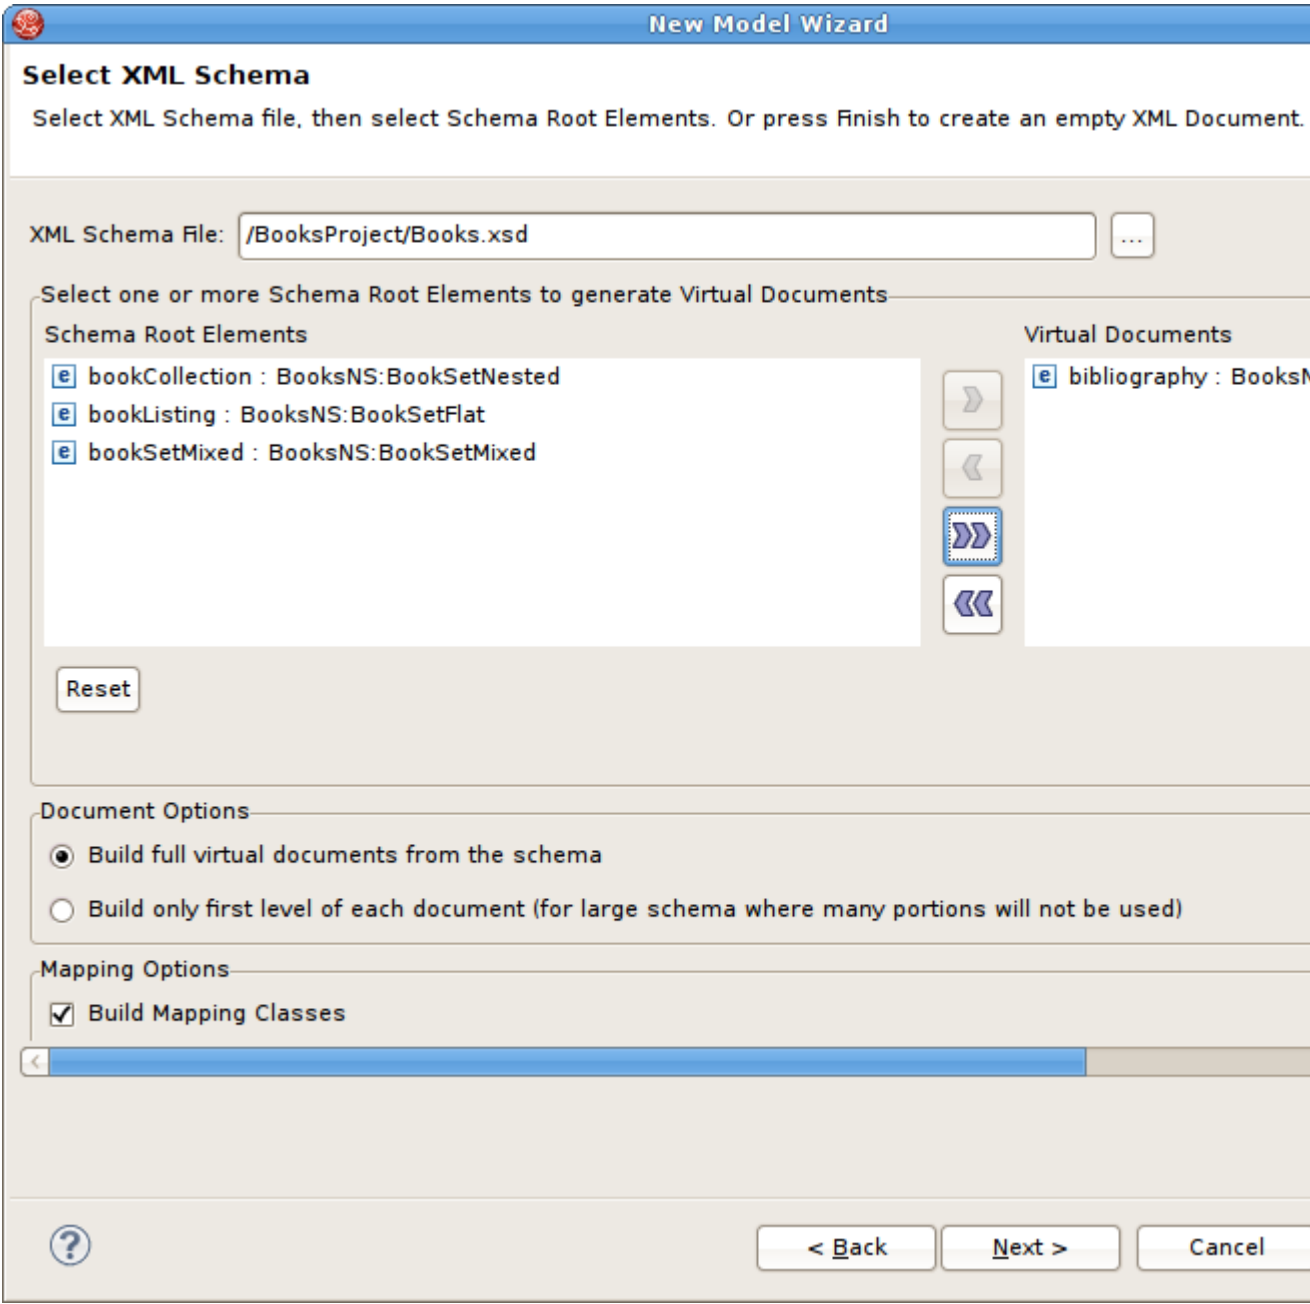 New Model Wizard
Select XML Schema
Select XML Schema file, then select Schema Root Elements. Or press Finish to create an empty XML Document.
XML Schema File: /BooksProject/Books.xsd ...
Select one or more Schema Root Elements to generate Virtual Documents
Schema Root Elements
Virtual Documents
bookCollection : BooksNS:BookSetNested
bookListing : BooksNS:BookSetFlat
bookSetMixed : BooksNS:BookSetMixed
bibliography : BooksN
Reset
Document Options
Build full virtual documents from the schema
Build only first level of each document (for large schema where many portions will not be used)
Mapping Options
Build Mapping Classes
< Back
Next >
Cancel